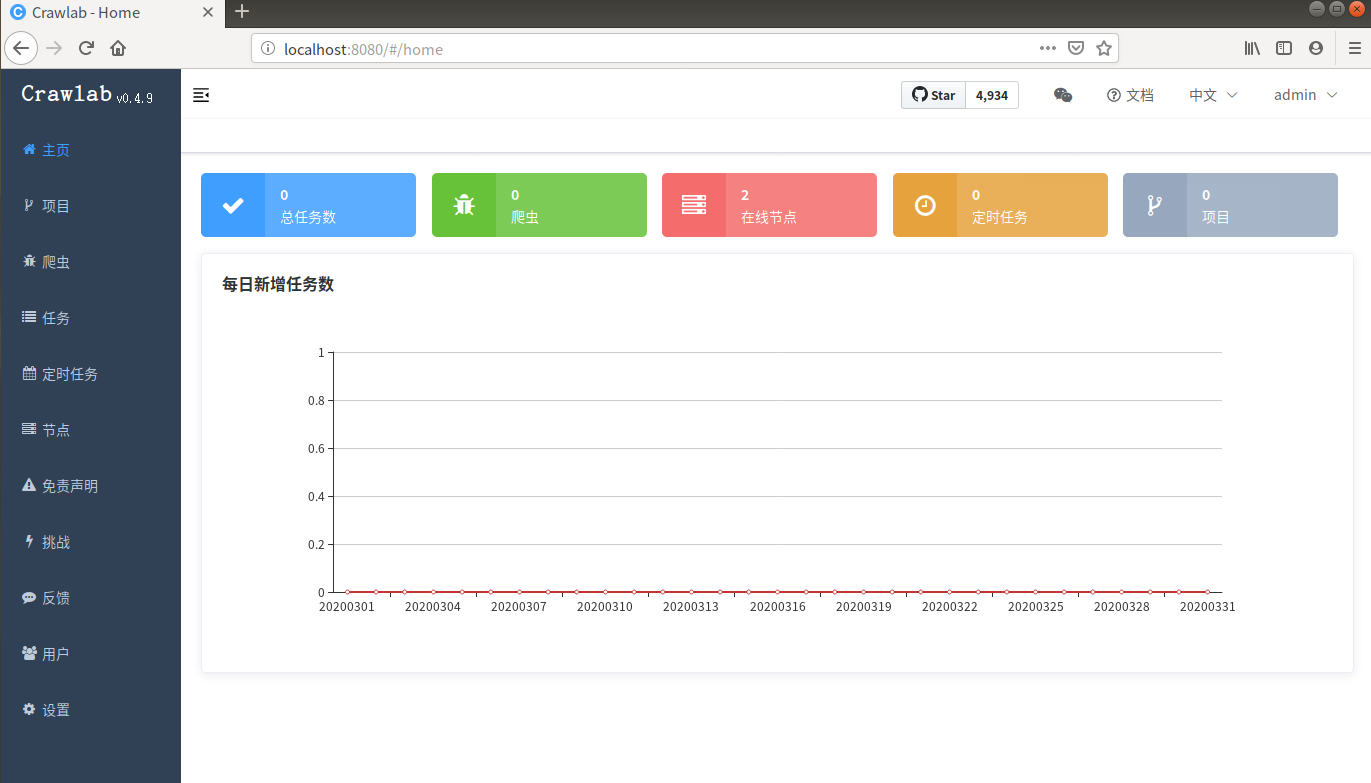 Crawlab - Home
localhost:8080/#/home
Crawlab v0.4.9
Star 4,934
文档
中文
admin
主页
项目
爬虫
任务
定时任务
节点
免责声明
挑战
反馈
用户
设置
0
总任务数
0
爬虫
2
在线节点
0
定时任务
0
项目
每日新增任务数
1
0.8
0.6
0.4
0.2
0
20200301 20200304 20200307 20200310 20200313 20200316 20200319 20200322 20200325 20200328 20200331